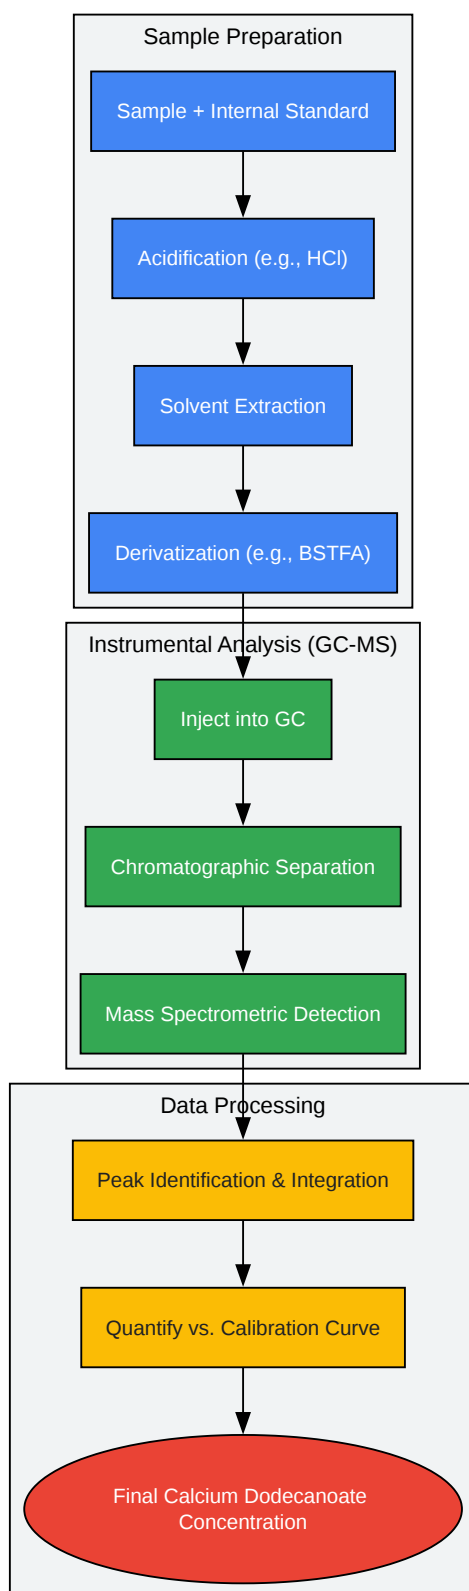 Sample Preparation
Sample + Internal Standard
Acidification (e.g., HCl)
Solvent Extraction
Derivatization (e.g., BSTFA)
Instrumental Analysis (GC-MS)
Inject into GC
Chromatographic Separation
Mass Spectrometric Detection
Data Processing
Peak Identification & Integration
Quantify vs. Calibration Curve
Final Calcium Dodecanoate
Concentration